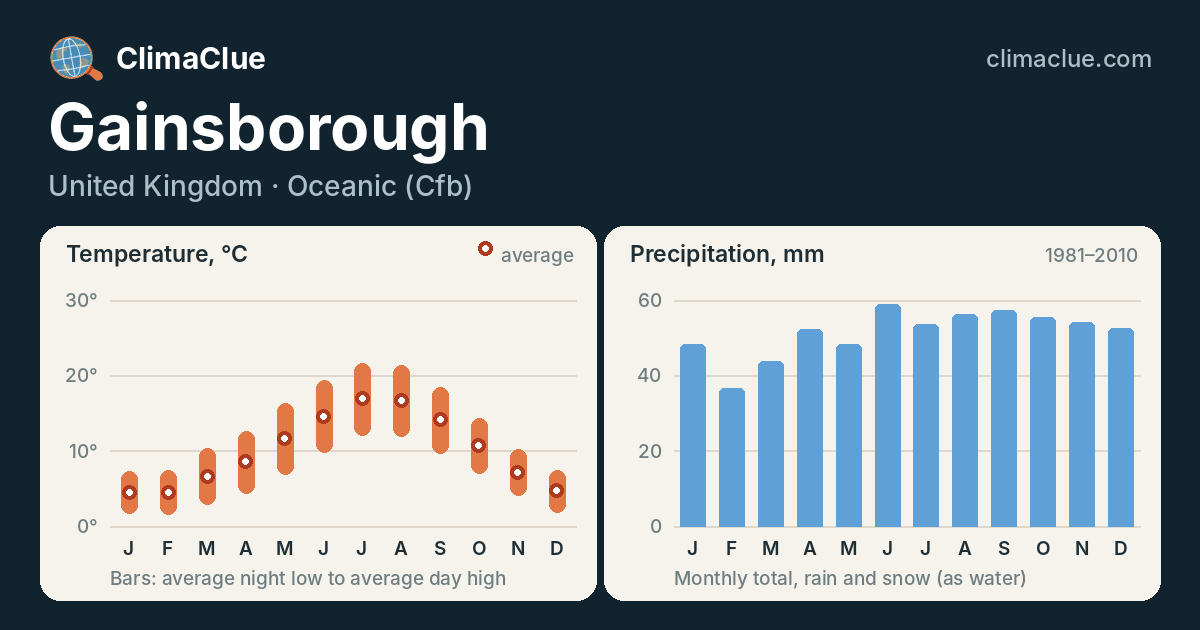 ClimaClue
climaclue.com
Gainsborough
United Kingdom · Oceanic (Cfb)
Temperature, °C
average
30°
20°
10°
0°
J F M A M J J A S O N D
Bars: average night low to average day high
Precipitation, mm
1981–2010
60
40
20
0
J F M A M J J A S O N D
Monthly total, rain and snow (as water)